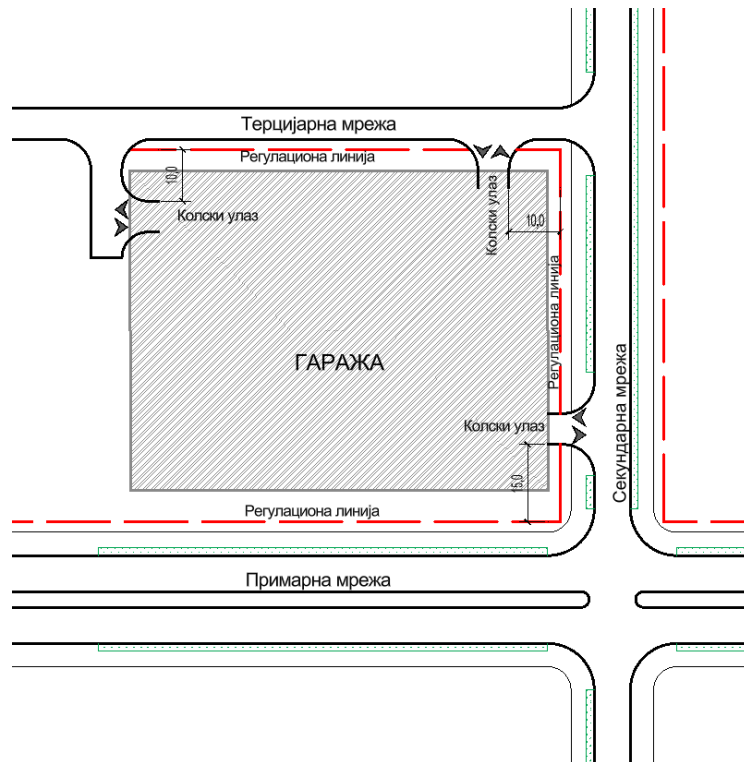 Терцијарна мрежа
Регулациона линија
10,0
Колски улаз
Колски улаз
10,0
Регулациона линија
ГАРАЖА
Секундарна мрежа
Колски улаз
15,0
Регулациона линија
Примарна мрежа